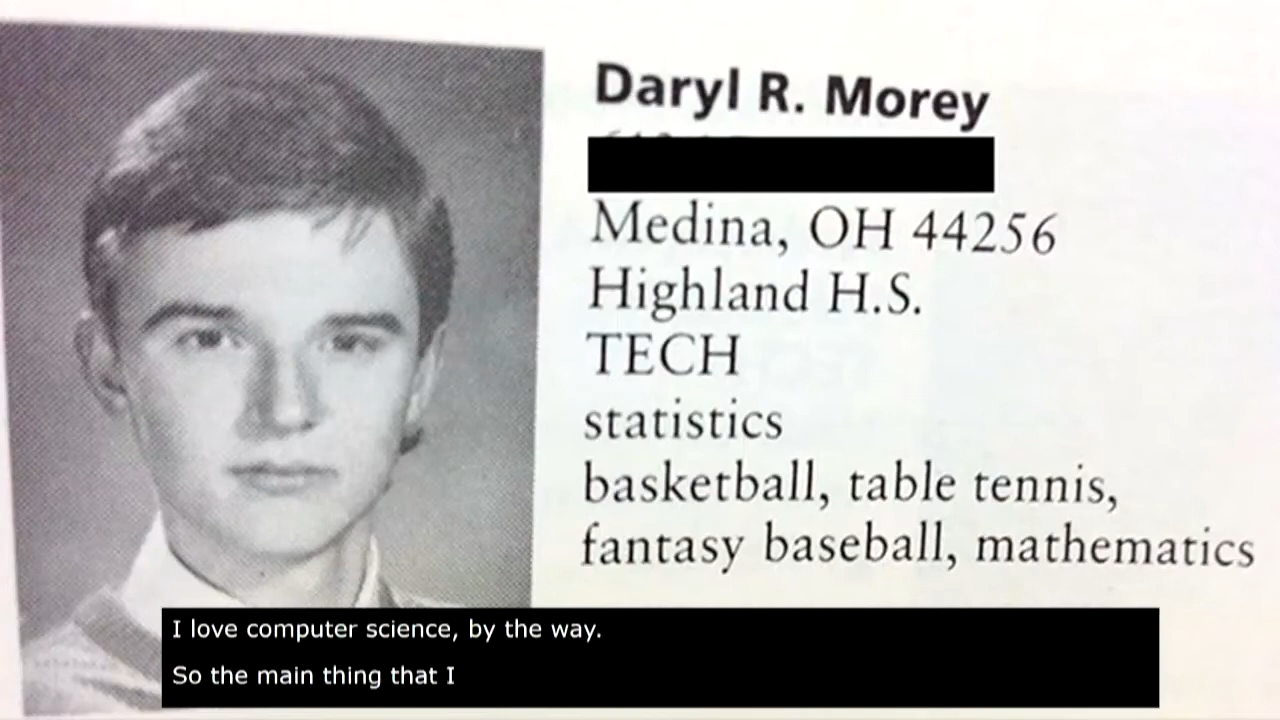 Daryl R. Morey
Medina, OH 44256
Highland H.S.
TECH
statistics
basketball, table tennis,
fantasy baseball, mathematics
I love computer science, by the way.
So the main thing that I